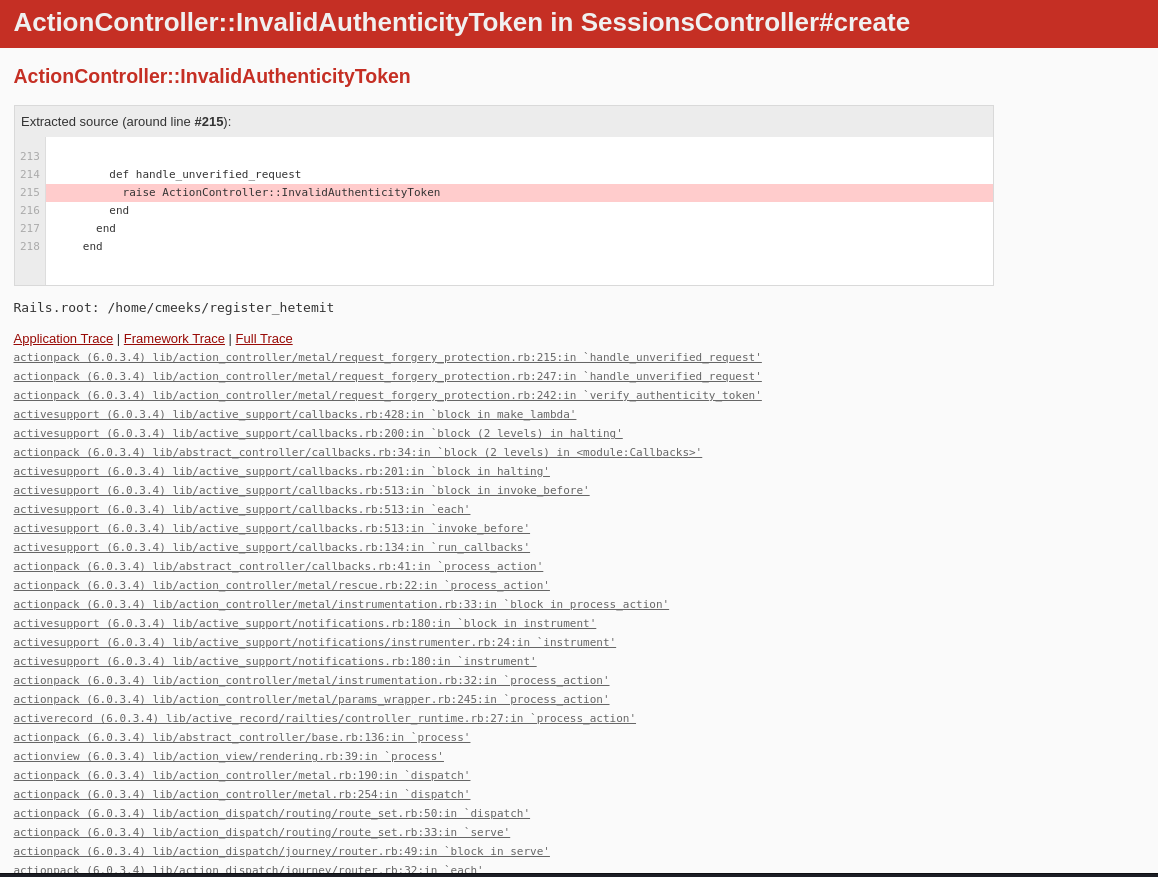 ActionController::InvalidAuthenticityToken in SessionsController#create
ActionController::InvalidAuthenticityToken
Extracted source (around line #215):
213
214 def handle_unverified_request
215 raise ActionController::InvalidAuthenticityToken
216 end
217 end
218 end
Rails.root: /home/cmeeks/register_hetemit
Application Trace | Framework Trace | Full Trace
actionpack (6.0.3.4) lib/action_controller/metal/request_forgery_protection.rb:215:in `handle_unverified_request'
actionpack (6.0.3.4) lib/action_controller/metal/request_forgery_protection.rb:247:in `handle_unverified_request'
actionpack (6.0.3.4) lib/action_controller/metal/request_forgery_protection.rb:242:in `verify_authenticity_token'
activesupport (6.0.3.4) lib/active_support/callbacks.rb:428:in `block in make_lambda'
activesupport (6.0.3.4) lib/active_support/callbacks.rb:200:in `block (2 levels) in halting'
actionpack (6.0.3.4) lib/abstract_controller/callbacks.rb:34:in `block (2 levels) in <module:Callbacks>'
activesupport (6.0.3.4) lib/active_support/callbacks.rb:201:in `block in halting'
activesupport (6.0.3.4) lib/active_support/callbacks.rb:513:in `block in invoke_before'
activesupport (6.0.3.4) lib/active_support/callbacks.rb:513:in `each'
activesupport (6.0.3.4) lib/active_support/callbacks.rb:513:in `invoke_before'
activesupport (6.0.3.4) lib/active_support/callbacks.rb:134:in `run_callbacks'
actionpack (6.0.3.4) lib/abstract_controller/callbacks.rb:41:in `process_action'
actionpack (6.0.3.4) lib/action_controller/metal/rescue.rb:22:in `process_action'
actionpack (6.0.3.4) lib/action_controller/metal/instrumentation.rb:33:in `block in process_action'
activesupport (6.0.3.4) lib/active_support/notifications.rb:180:in `block in instrument'
activesupport (6.0.3.4) lib/active_support/notifications/instrumenter.rb:24:in `instrument'
activesupport (6.0.3.4) lib/active_support/notifications.rb:180:in `instrument'
actionpack (6.0.3.4) lib/action_controller/metal/instrumentation.rb:32:in `process_action'
actionpack (6.0.3.4) lib/action_controller/metal/params_wrapper.rb:245:in `process_action'
activerecord (6.0.3.4) lib/active_record/railties/controller_runtime.rb:27:in `process_action'
actionpack (6.0.3.4) lib/abstract_controller/base.rb:136:in `process'
actionview (6.0.3.4) lib/action_view/rendering.rb:39:in `process'
actionpack (6.0.3.4) lib/action_controller/metal.rb:190:in `dispatch'
actionpack (6.0.3.4) lib/action_controller/metal.rb:254:in `dispatch'
actionpack (6.0.3.4) lib/action_dispatch/routing/route_set.rb:50:in `dispatch'
actionpack (6.0.3.4) lib/action_dispatch/routing/route_set.rb:33:in `serve'
actionpack (6.0.3.4) lib/action_dispatch/journey/router.rb:49:in `block in serve'
actionpack (6.0.3.4) lib/action_dispatch/journey/router.rb:32:in `each'